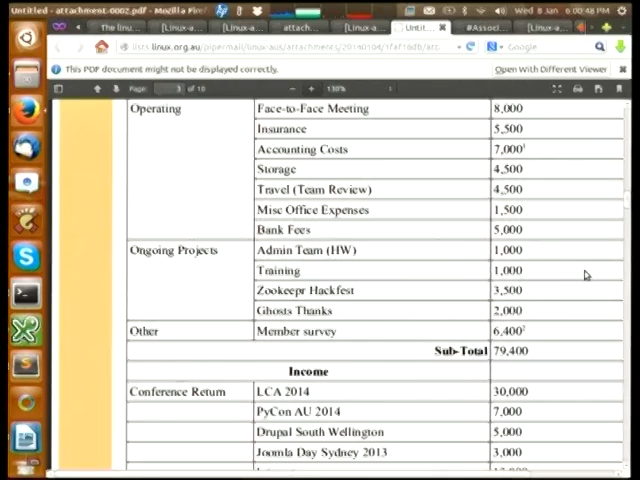 Untitled - attachment-0002.pdf - Mozilla Firef
Wed 8 Jan 6:00:48 PM
The linu
[Linux-a
[Linux-a
attach
[Linux-a
Untit
#Associ
[Linux-a
lists.linux.org.au/pipermail/linux-aus/attachments/
Google
This PDF document might not be displayed correctly.
Open With Different Viewer
Page: 3 of 10
130%
Operating Face-to-Face Meeting 8,000
Insurance 5,500
Accounting Costs 7,000¹
Storage 4,500
Travel (Team Review) 4,500
Misc Office Expenses 1,500
Bank Fees 5,000
Ongoing Projects Admin Team (HW) 1,000
Training 1,000
Zookeepr Hackfest 3,500
Ghosts Thanks 2,000
Other Member survey 6,400²
Sub-Total 79,400
Income
Conference Return LCA 2014 30,000
PyCon AU 2014 7,000
Drupal South Wellington 5,000
Joomla Day Sydney 2013 3,000